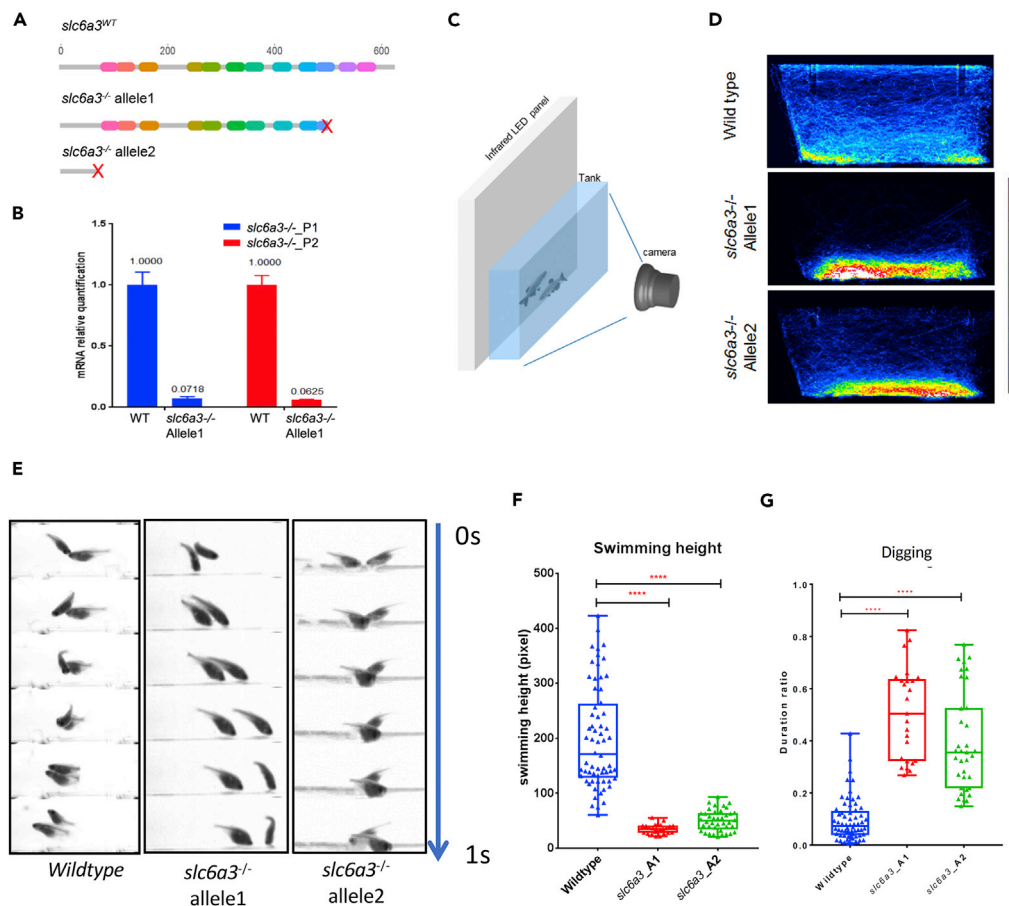 A
slc6a3WT
0 200 400 600
slc6a3-/- allele1
X
slc6a3-/- allele2
X
B
slc6a3-/-_P1
slc6a3-/-_P2
mRNA relative quantification
1.5
1.0
0.5
0.0
1.0000
0.0718
1.0000
0.0625
WT
slc6a3-/-
Allele1
WT
slc6a3-/-
Allele1
C
Infrared LED panel
Tank
camera
D
Wild type
slc6a3-/-
Allele1
slc6a3-/-
Allele2
E
0s
1s
Wildtype
slc6a3-/-
allele1
slc6a3-/-
allele2
F
Swimming height
swimming height (pixel)
500
400
300
200
100
0
****
****
Wildtype
slc6a3_A1
slc6a3_A2
G
Digging
Duration ratio
1.0
0.8
0.6
0.4
0.2
0.0
****
****
Wildtype
slc6a3_A1
slc6a3_A2